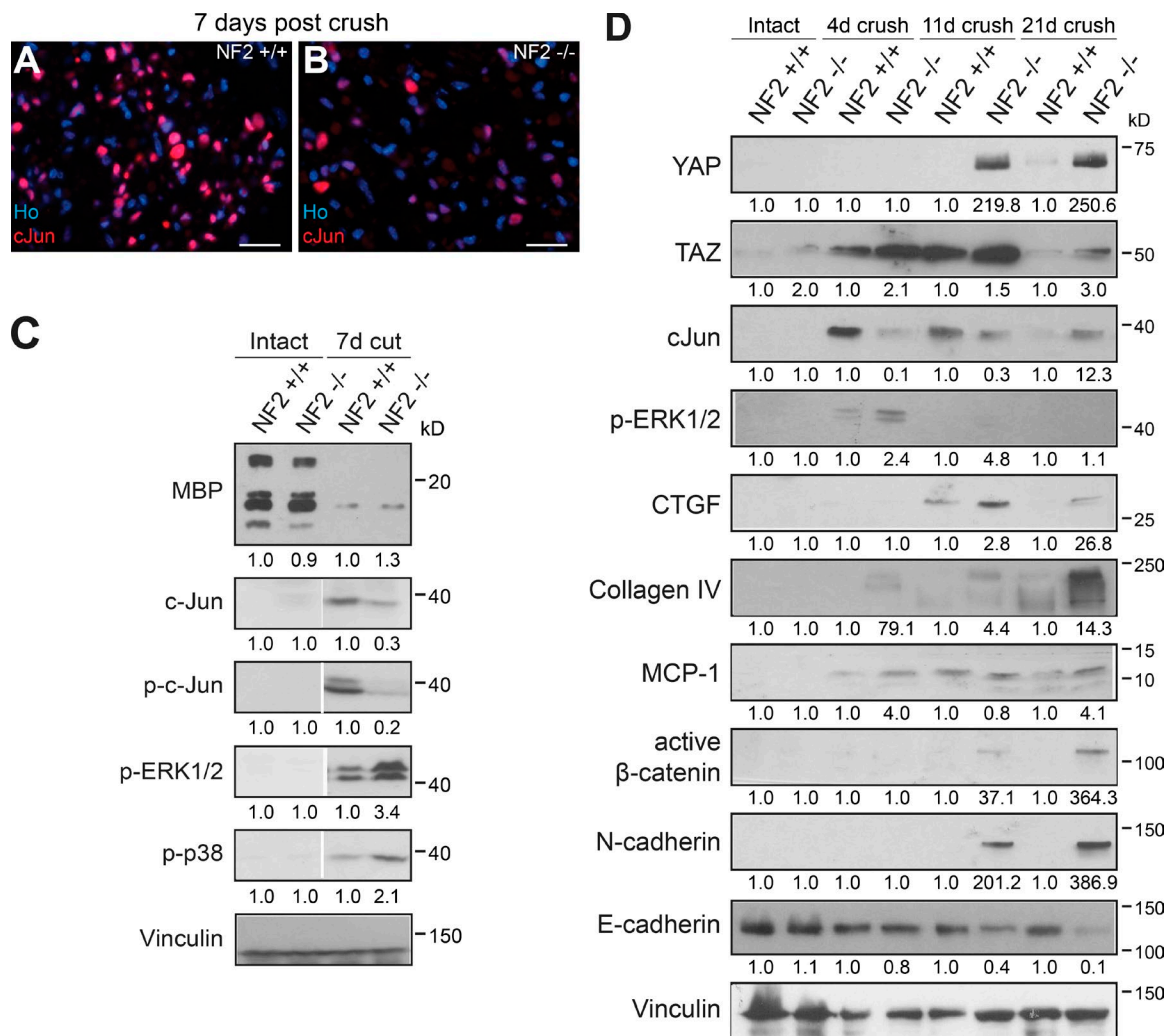 7 days post crush
A NF2 +/+
Ho
cJun
B NF2 -/-
Ho
cJun
C
Intact 7d cut
NF2 +/+ NF2 -/- NF2 +/+ NF2 -/- kD
MBP 20
1.0 0.9 1.0 1.3
c-Jun 40
1.0 1.0 1.0 0.3
p-c-Jun 40
1.0 1.0 1.0 0.2
p-ERK1/2 40
1.0 1.0 1.0 3.4
p-p38 40
1.0 1.0 1.0 2.1
Vinculin 150
D
Intact 4d crush 11d crush 21d crush
NF2 +/+ NF2 -/- NF2 +/+ NF2 -/- NF2 +/+ NF2 -/- NF2 +/+ NF2 -/- kD
YAP 75
1.0 1.0 1.0 1.0 1.0 219.8 1.0 250.6
TAZ 50
1.0 2.0 1.0 2.1 1.0 1.5 1.0 3.0
cJun 40
1.0 1.0 1.0 0.1 1.0 0.3 1.0 12.3
p-ERK1/2 40
1.0 1.0 1.0 2.4 1.0 4.8 1.0 1.1
CTGF 25
1.0 1.0 1.0 1.0 1.0 2.8 1.0 26.8
Collagen IV 250
1.0 1.0 1.0 79.1 1.0 4.4 1.0 14.3
MCP-1 15
10
1.0 1.0 1.0 4.0 1.0 0.8 1.0 4.1
active
β-catenin 100
1.0 1.0 1.0 1.0 1.0 37.1 1.0 364.3
N-cadherin 150
1.0 1.0 1.0 1.0 1.0 201.2 1.0 386.9
E-cadherin 150
100
1.0 1.1 1.0 0.8 1.0 0.4 1.0 0.1
Vinculin 150